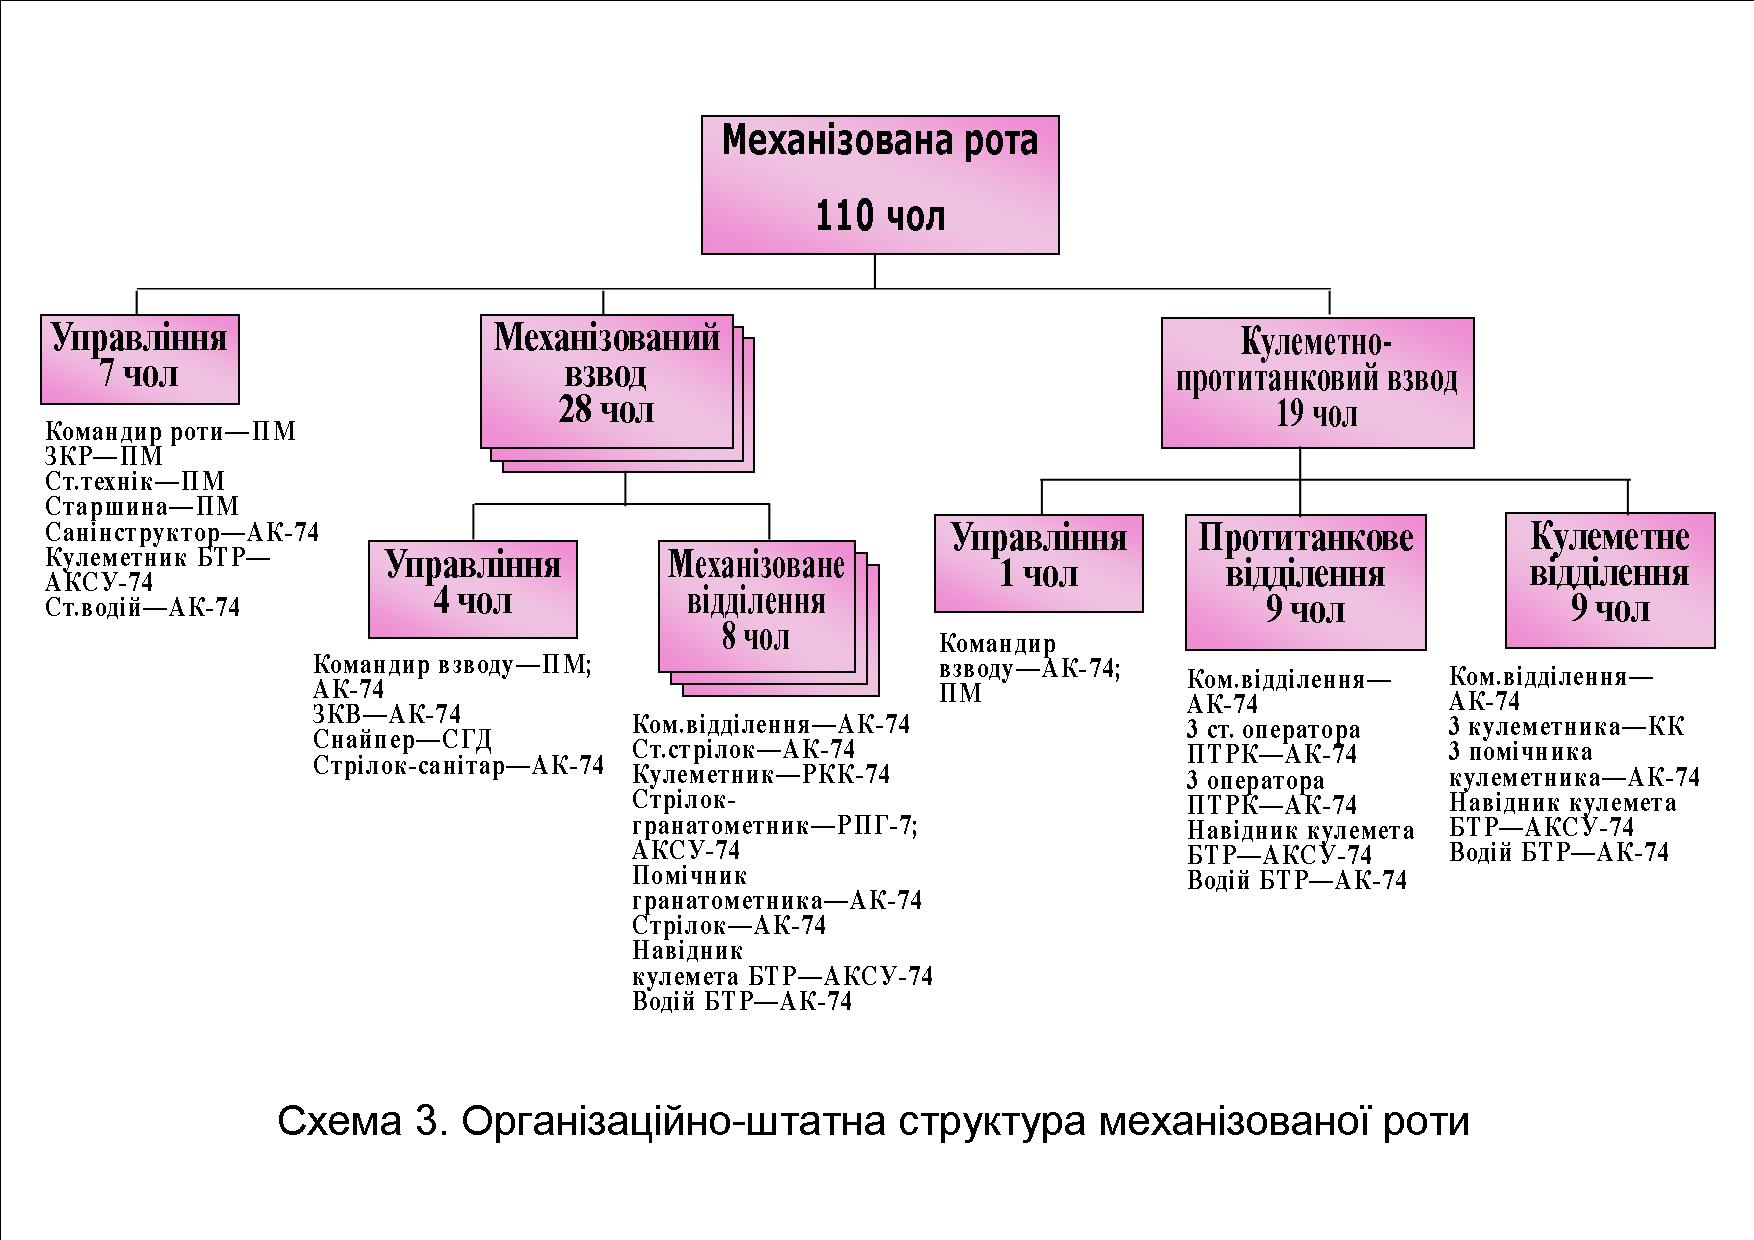 Механізована рота
110 чол
Управління
7 чол
Командир роти—ПМ
ЗКР—ПМ
Ст.технік—ПМ
Старшина—ПМ
Санінструктор—АК-74
Кулеметник БТР—
АКСУ-74
Ст.водій—АК-74
Механізований
взвод
28 чол
Управління
4 чол
Командир взводу—ПМ;
АК-74
ЗКВ—АК-74
Снайпер—СГД
Стрілок-санітар—АК-74
Механізоване
відділення
8 чол
Ком.відділення—АК-74
Ст.стрілок—АК-74
Кулеметник—РКК-74
Стрілок-
гранатометник—РПГ-7;
АКСУ-74
Помічник
гранатометника—АК-74
Стрілок—АК-74
Навідник
кулемета БТР—АКСУ-74
Водій БТР—АК-74
Кулеметно-
протитанковий взвод
19 чол
Управління
1 чол
Командир
взводу—АК-74;
ПМ
Протитанкове
відділення
9 чол
Ком.відділення—
АК-74
3 ст. оператора
ПТРК—АК-74
3 оператора
ПТРК—АК-74
Навідник кулемета
БТР—АКСУ-74
Водій БТР—АК-74
Кулеметне
відділення
9 чол
Ком.відділення—
АК-74
3 кулеметника—КК
3 помічника
кулеметника—АК-74
Навідник кулемета
БТР—АКСУ-74
Водій БТР—АК-74
Схема 3. Організаційно-штатна структура механізованої роти